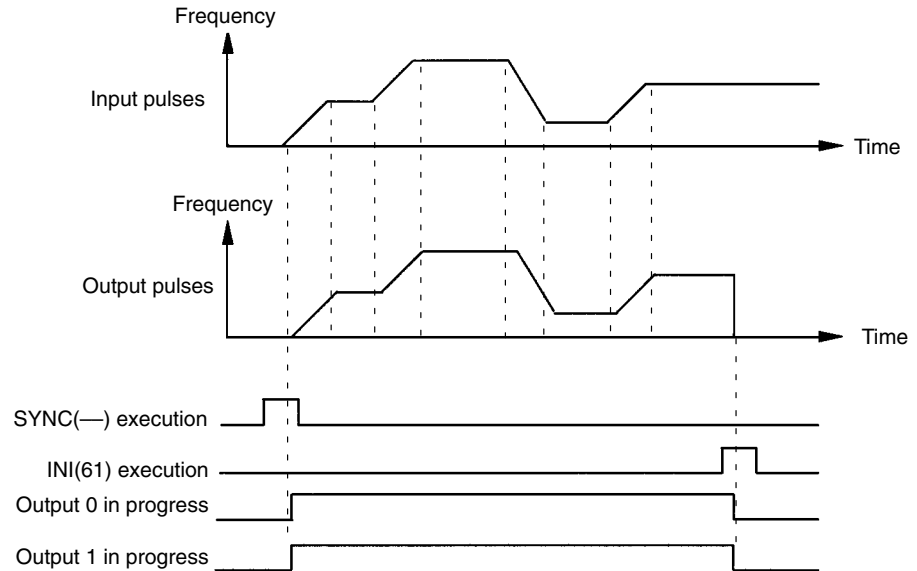 Frequency
Input pulses
Time
Frequency
Output pulses
Time
SYNC(––) execution
INI(61) execution
Output 0 in progress
Output 1 in progress